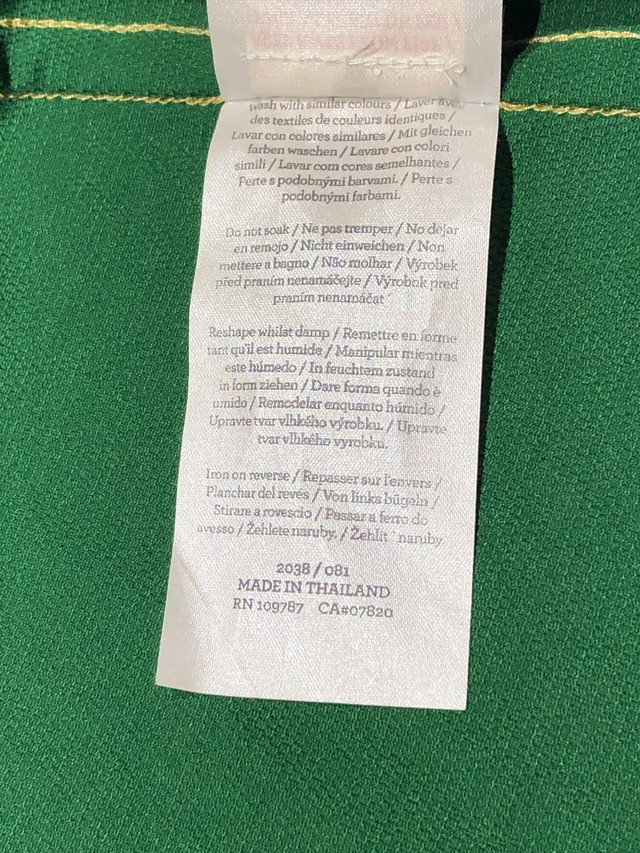 wash with similar colours / Laver avec
des textiles de couleurs identiques /
Lavar con colores similares / Mit gleichen
farben waschen / Lavare con colori
simili / Lavar com cores semelhantes /
Perte s podobnými barvami. / Perte s
podobnými farbami.
Do not soak / Ne pas tremper / No dejar
en remojo / Nicht einweichen / Non
mettere a bagno / Não molhar / Výrobek
před praním nenamáčejte / Výrobok pred
praním nenamáčat´
Reshape whilst damp / Remettre en forme
tant qu'il est humide / Manipular mientras
este húmedo / In feuchtem zustand
in form ziehen / Dare forma quando è
umido / Remodelar enquanto húmido /
Upravte tvar vlhkého výrobku. / Upravte
tvar vlhkého vyrobku.
Iron on reverse / Repasser sur l'envers /
Planchar del revés / Von links bügeln /
Stirare a rovescio / Passar a ferro do
avesso / Žehlete naruby. / Žehlit´ naruby.
2038 / 081
MADE IN THAILAND
RN 109787 CA#07820